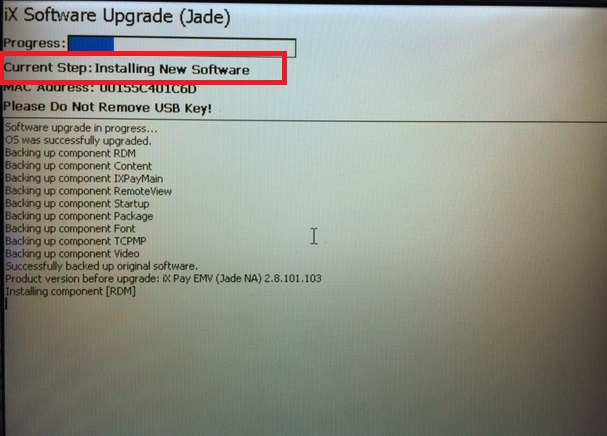 iX Software Upgrade (Jade)
Progress:
Current Step: Installing New Software
MAC Address: 00155C401C6D
Please Do Not Remove USB Key!
Software upgrade in progress...
OS was successfully upgraded.
Backing up component RDM
Backing up component Content
Backing up component IXPayMain
Backing up component RemoteView
Backing up component Startup
Backing up component Package
Backing up component Font
Backing up component TCPMP
Backing up component Video
Successfully backed up original software.
Product version before upgrade: iX Pay EMV (Jade NA) 2.8.101.103
Installing component [RDM]